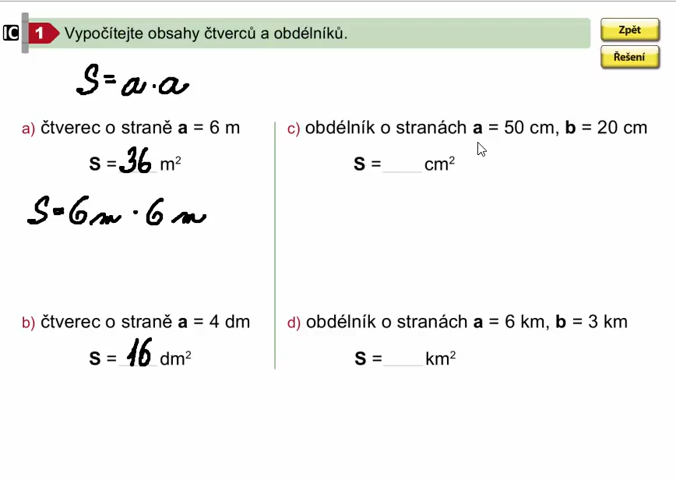 IC 1 Vypočítejte obsahy čtverců a obdélníků.
Zpět
Řešení
S = a · a
a) čtverec o straně a = 6 m
S = 36 m²
S = 6 m · 6 m
b) čtverec o straně a = 4 dm
S = 16 dm²
c) obdélník o stranách a = 50 cm, b = 20 cm
S = ____ cm²
d) obdélník o stranách a = 6 km, b = 3 km
S = ____ km²